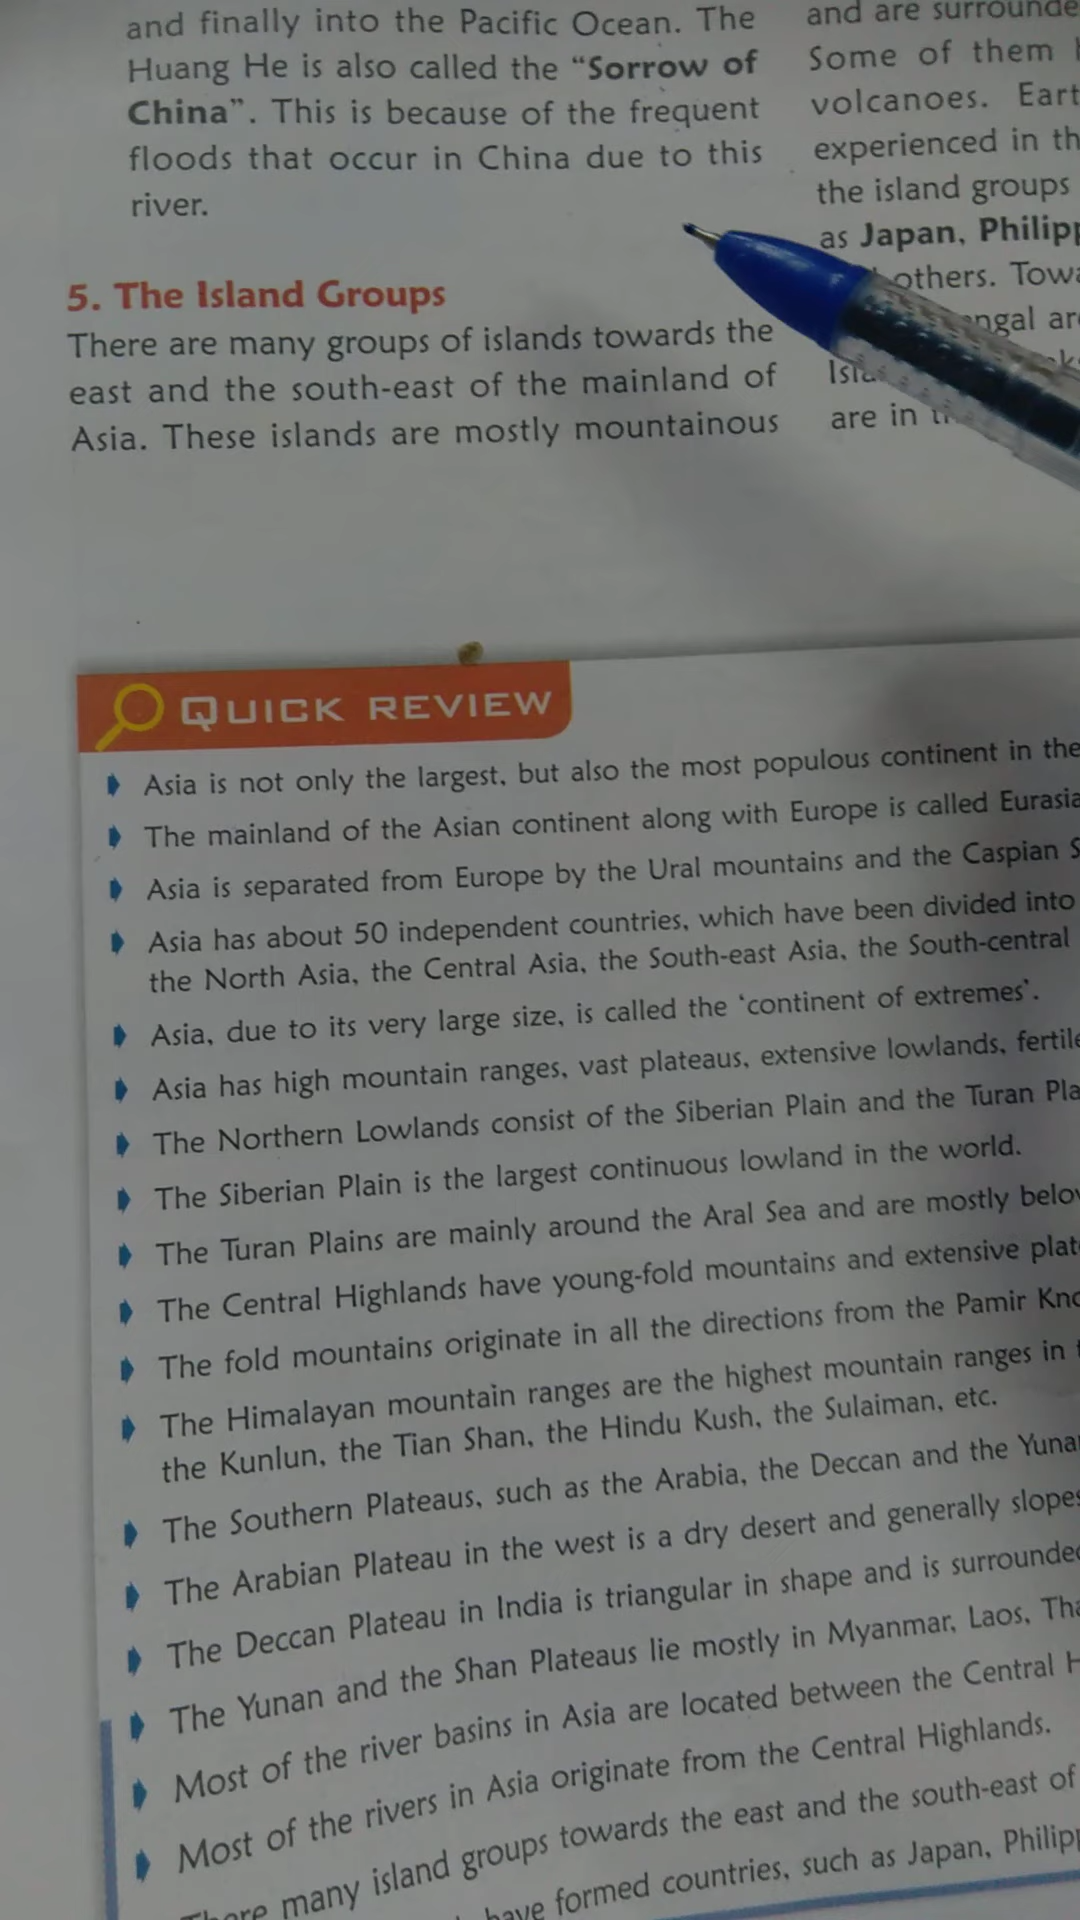 and finally into the Pacific Ocean. The
Huang He is also called the “Sorrow of
China”. This is because of the frequent
floods that occur in China due to this
river.
5. The Island Groups
There are many groups of islands towards the
east and the south-east of the mainland of
Asia. These islands are mostly mountainous
and are
Some of them
volcanoes.
experienced in
the island groups
as Japan,
others.
are in
QUICK REVIEW
Asia is not only the largest, but also the most populous continent in the
The mainland of the Asian continent along with Europe is called
Asia is separated from Europe by the Ural mountains and the Caspian
Asia has about 50 independent countries, which have been divided into
the North Asia, the Central Asia, the South-east Asia, the South-central
Asia, due to its very large size, is called the ‘continent of extremes’.
Asia has high mountain ranges, vast plateaus, extensive lowlands,
The Northern Lowlands consist of the Siberian Plain and the Turan
The Siberian Plain is the largest continuous lowland in the world.
The Turan Plains are mainly around the Aral Sea and are mostly
The Central Highlands have young-fold mountains and extensive
The fold mountains originate in all the directions from the Pamir
The Himalayan mountain ranges are the highest mountain ranges in
the Kunlun, the Tian Shan, the Hindu Kush, the Sulaiman, etc.
The Southern Plateaus, such as the Arabia, the Deccan and the
The Arabian Plateau in the west is a dry desert and generally slopes
The Deccan Plateau in India is triangular in shape and is
The Yunan and the Shan Plateaus lie mostly in Myanmar, Laos,
Most of the river basins in Asia are located between the Central
Most of the rivers in Asia originate from the Central Highlands.
many island groups towards the east and the south-east of
have formed countries, such as Japan,